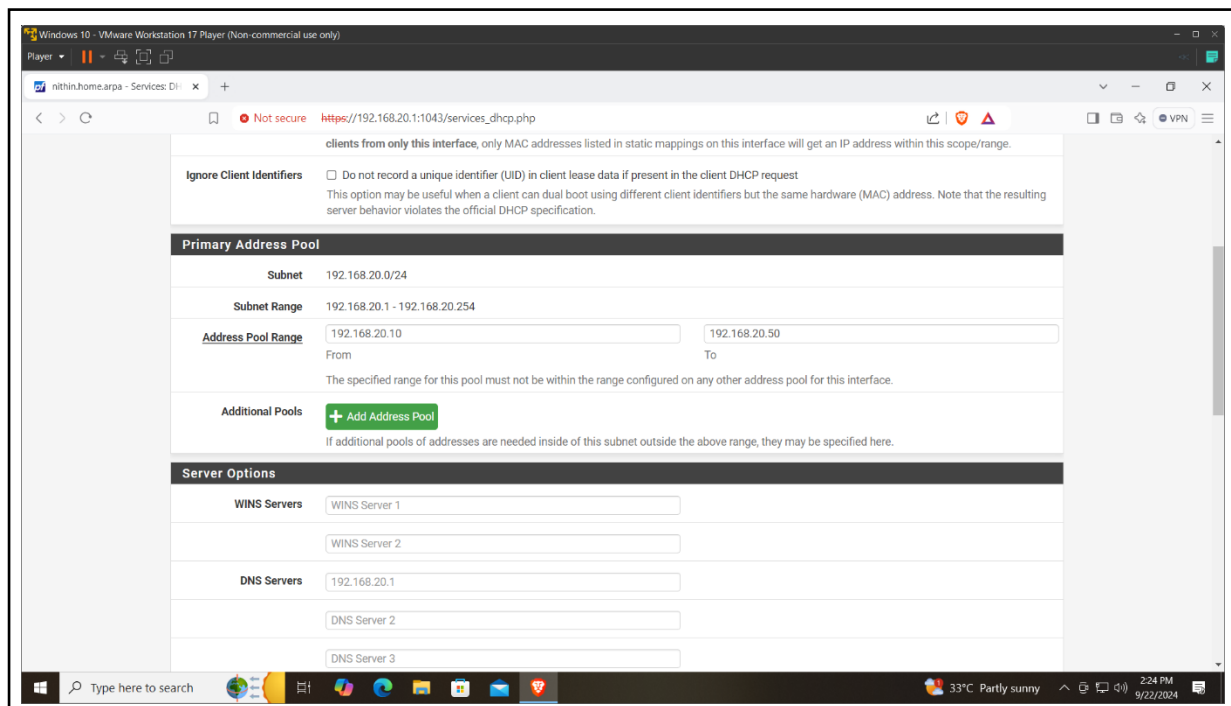 Windows 10 - VMware Workstation 17 Player (Non-commercial use only)
Player
nithin.home.arpa - Services: DH
Not secure https://192.168.20.1:1043/services_dhcp.php
VPN
clients from only this interface, only MAC addresses listed in static mappings on this interface will get an IP address within this scope/range.
Ignore Client Identifiers
Do not record a unique identifier (UID) in client lease data if present in the client DHCP request
This option may be useful when a client can dual boot using different client identifiers but the same hardware (MAC) address. Note that the resulting
server behavior violates the official DHCP specification.
Primary Address Pool
Subnet 192.168.20.0/24
Subnet Range 192.168.20.1 - 192.168.20.254
Address Pool Range 192.168.20.10 192.168.20.50
From To
The specified range for this pool must not be within the range configured on any other address pool for this interface.
Additional Pools Add Address Pool
If additional pools of addresses are needed inside of this subnet outside the above range, they may be specified here.
Server Options
WINS Servers WINS Server 1
WINS Server 2
DNS Servers 192.168.20.1
DNS Server 2
DNS Server 3
Type here to search
33°C Partly sunny
2:24 PM
9/22/2024